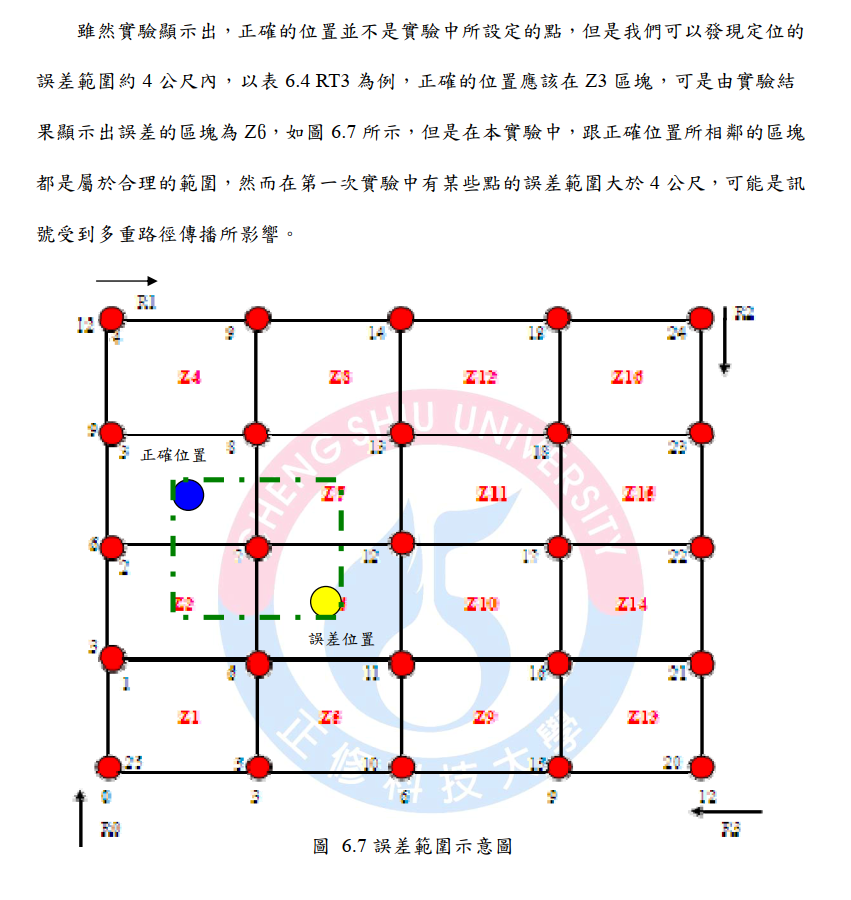 雖然實驗顯示出，正確的位置並不是實驗中所設定的點，但是我們可以發現定位的
誤差範圍約 4 公尺內，以表 6.4 RT3 為例，正確的位置應該在 Z3 區塊，可是由實驗結
果顯示出誤差的區塊為 Z6，如圖 6.7 所示，但是在本實驗中，跟正確位置所相鄰的區塊
都是屬於合理的範圍，然而在第一次實驗中有某些點的誤差範圍大於 4 公尺，可能是訊
號受到多重路徑傳播所影響。
R1
R2
12 4 9 14 19 24
Z4 Z8 Z12 Z16
9 3 8 13 18 23
正確位置
Z7 Z11 Z15
6 2 7 12 17 22
Z2 Z10 Z14
誤差位置
3 1 6 11 16 21
Z1 Z9 Z13
25 5 10 15 20
0 3 6 9 12
R0 R3
CHENG SHIU UNIVERSITY
正修科技大學
圖 6.7 誤差範圍示意圖